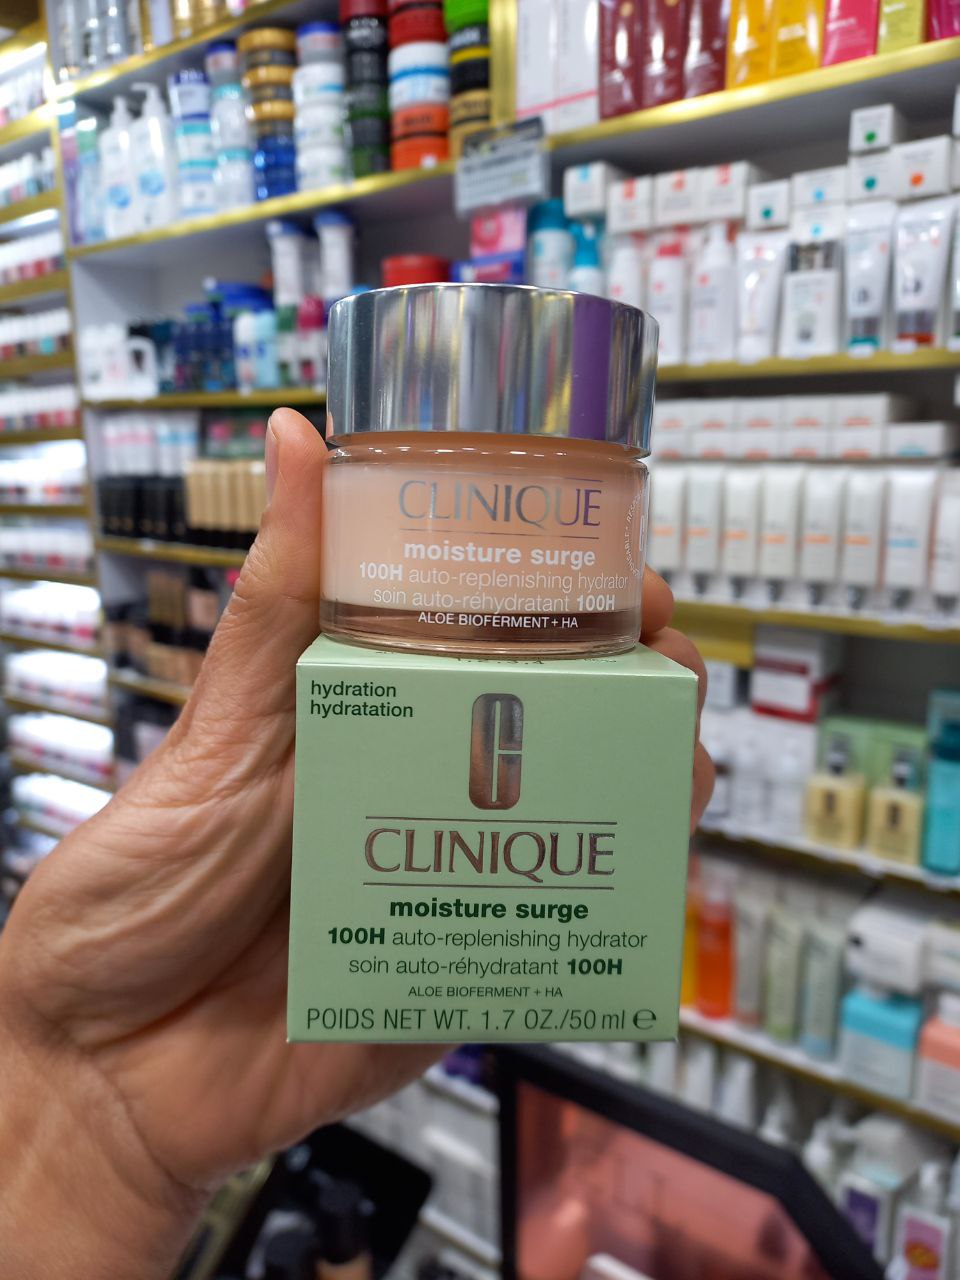 CLINIQUE
moisture surge
100H auto-replenishing hydrator
soin auto-réhydratant 100H
ALOE BIOFERMENT + HA
hydration
hydratation
CLINIQUE
moisture surge
100H auto-replenishing hydrator
soin auto-réhydratant 100H
ALOE BIOFERMENT + HA
POIDS NET WT. 1.7 OZ./50 ml ℮